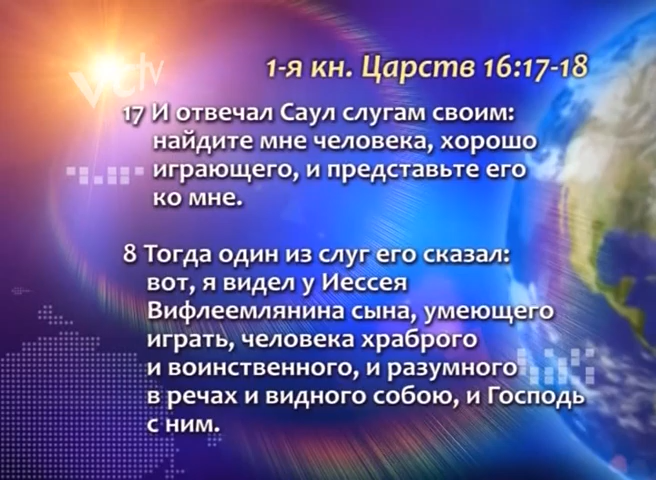 VCTV
1-я кн. Царств 16:17-18
17 И отвечал Саул слугам своим:
найдите мне человека, хорошо
играющего, и представьте его
ко мне.
8 Тогда один из слуг его сказал:
вот, я видел у Иессея
Вифлеемлянина сына, умеющего
играть, человека храброго
и воинственного, и разумного
в речах и видного собою, и Господь
с ним.